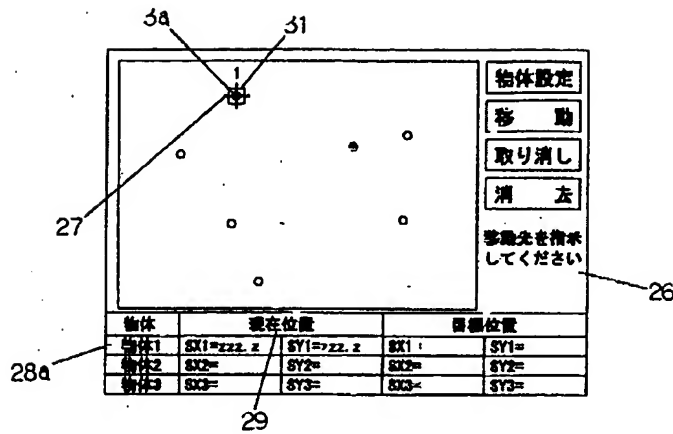 3a 31
1
物体設定
移 動
取り消し
消 去
27
移動先を指示
してください
26
物体 現在位置 目標位置
28a
物体1 SX1=zzz.z SY1=zzz.z SX1 SY1=
物体2 SX2= SY2= SX2= SY2=
物体3 SX3= SY3= SX3= SY3=
29